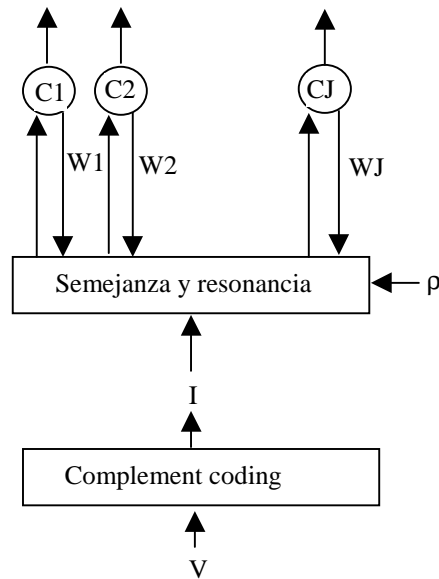 C1 C2 CJ
W1 W2 WJ
Semejanza y resonancia
ρ
I
Complement coding
V